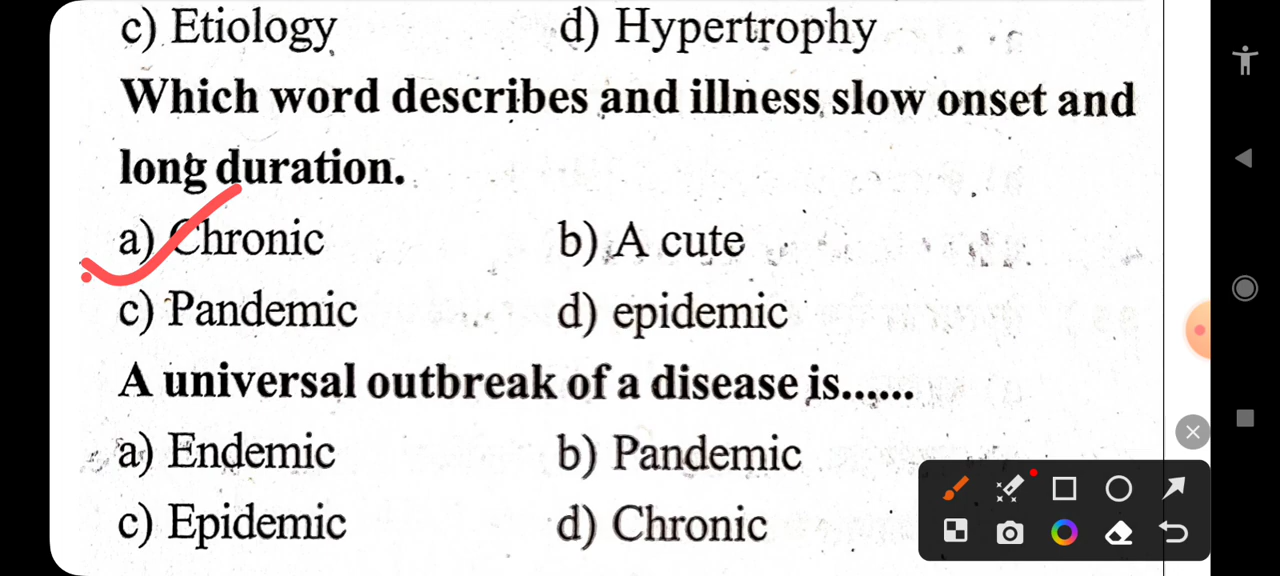 c) Etiology d) Hypertrophy
Which word describes and illness slow onset and
long duration.
a) Chronic b) A cute
c) Pandemic d) epidemic
A universal outbreak of a disease is......
a) Endemic b) Pandemic
c) Epidemic d) Chronic